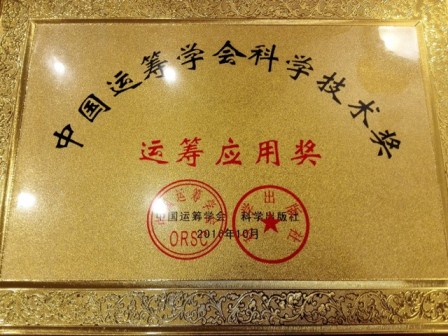 中国运筹学会科学技术奖
运筹应用奖
中国运筹学会 科学出版社
2016年10月
ORSC